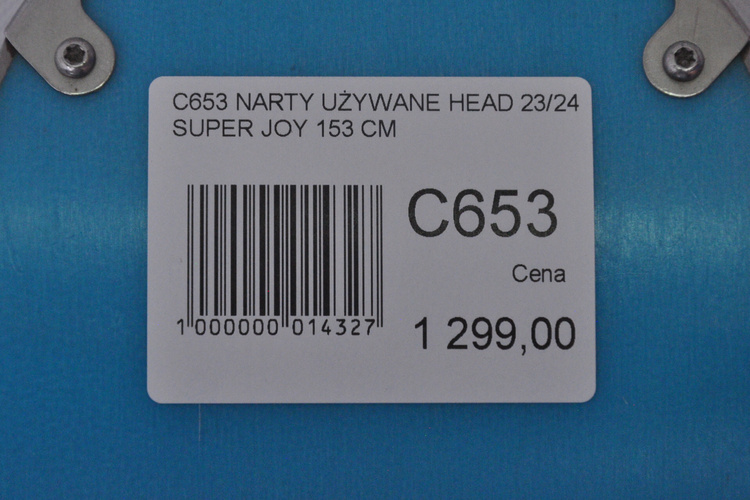 C653 NARTY UŻYWANE HEAD 23/24
SUPER JOY 153 CM
C653
Cena
1 000000 014327
1 299,00